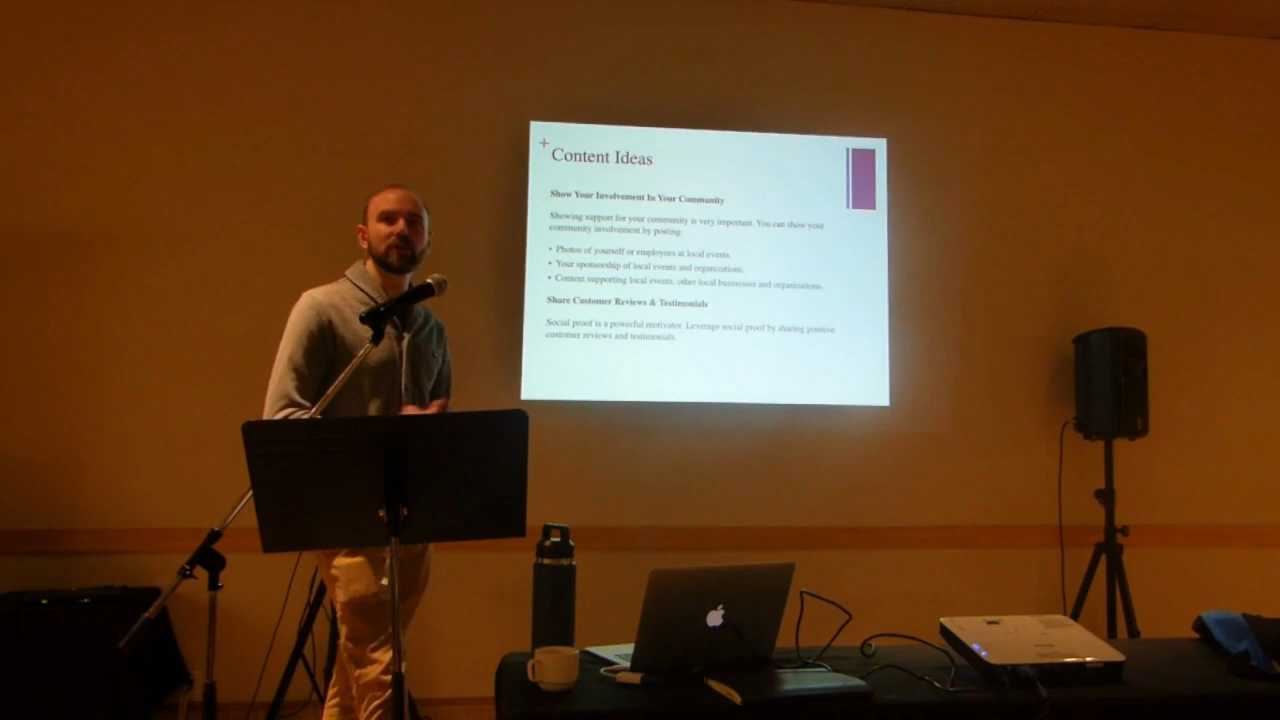 +
Content Ideas
Show Your Involvement In Your Community
Showing support for your community is very important. You can show your
community involvement by posting:
• Photos of yourself or employees at local events.
• Your sponsorship of local events and organizations.
• Content supporting local events, other local businesses and organizations.
Share Customer Reviews & Testimonials
Social proof is a powerful motivator. Leverage social proof by sharing positive
customer reviews and testimonials.